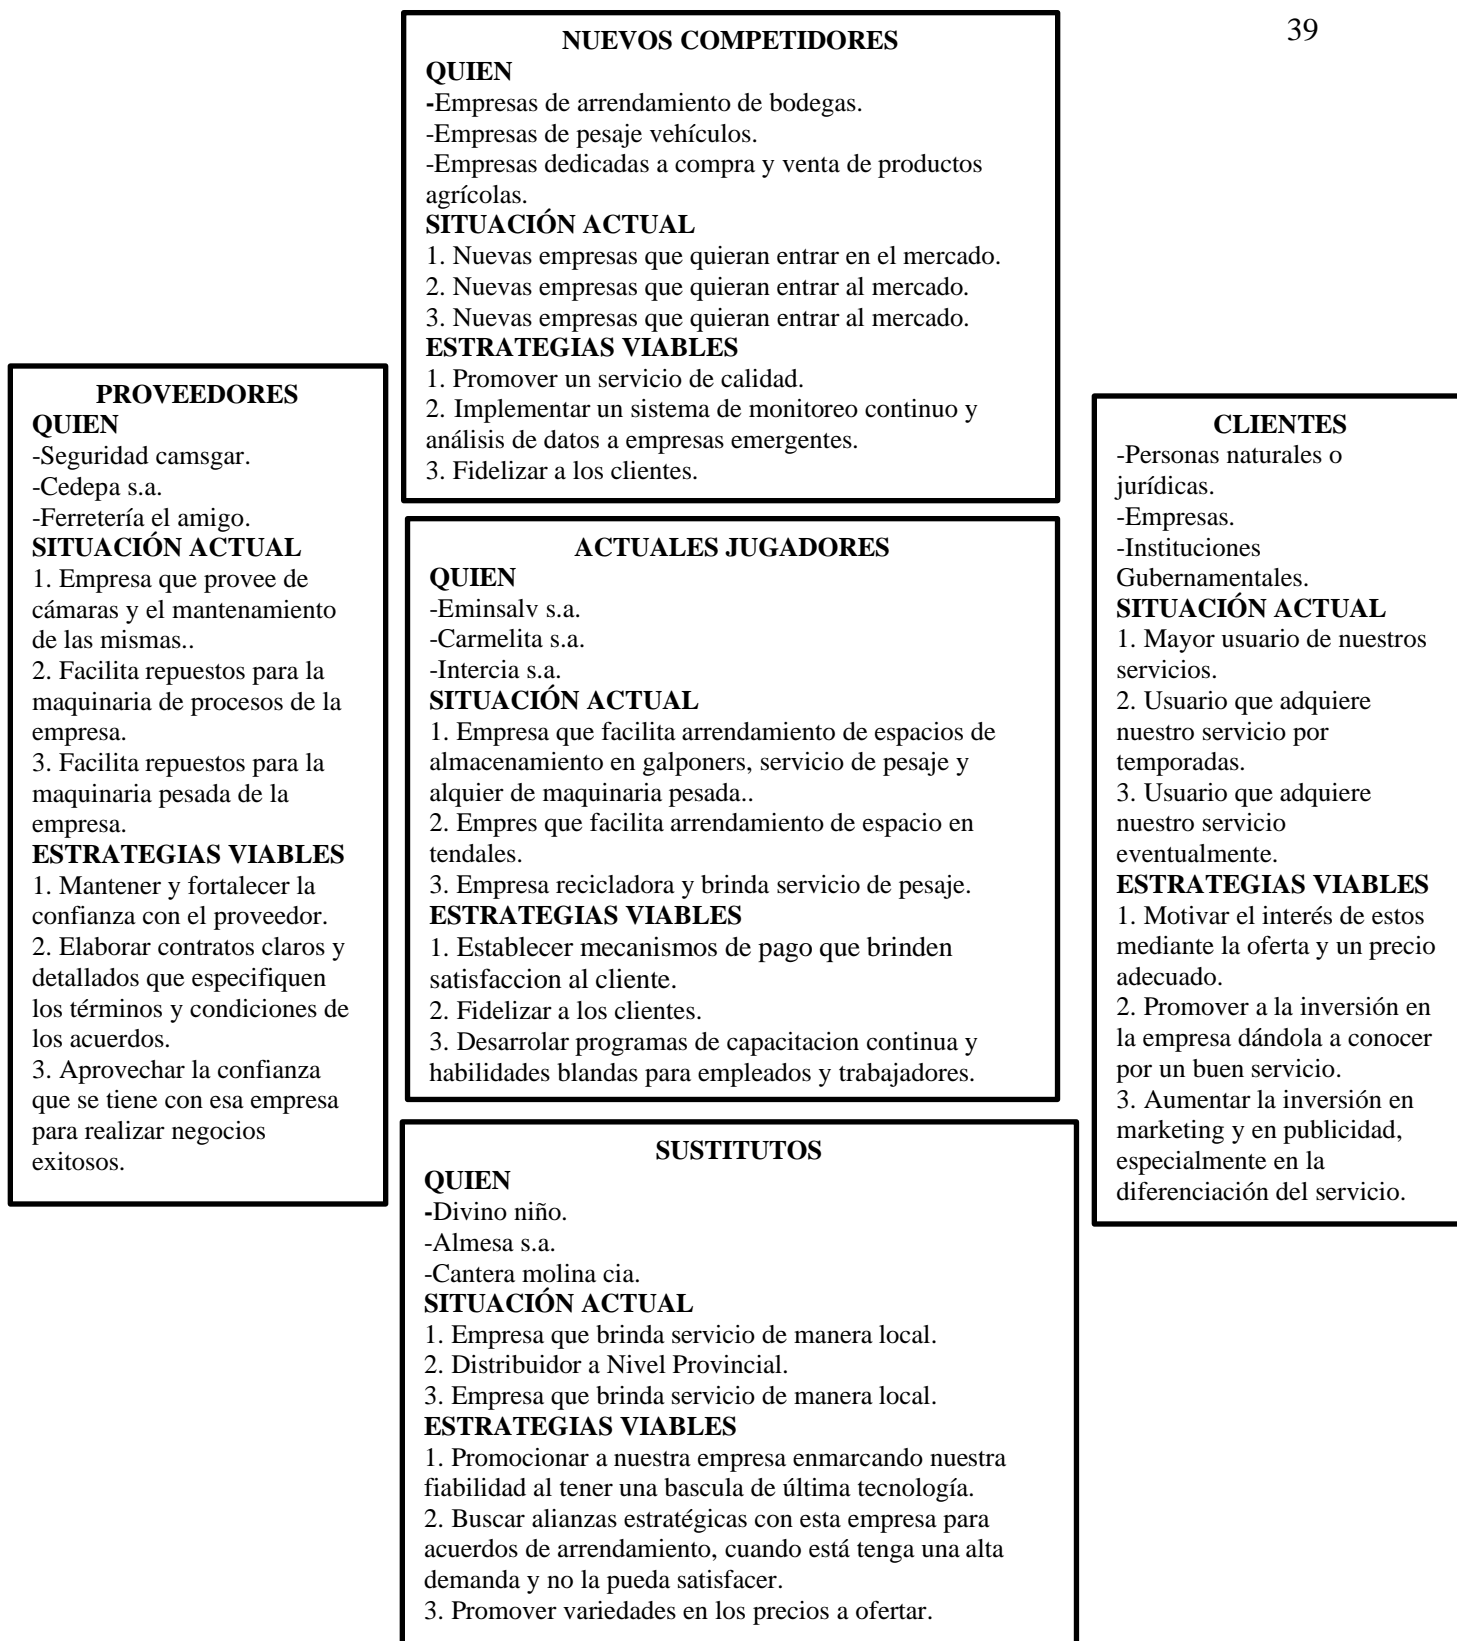 39
NUEVOS COMPETIDORES
QUIEN
-Empresas de arrendamiento de bodegas.
-Empresas de pesaje vehículos.
-Empresas dedicadas a compra y venta de productos
agrícolas.
SITUACIÓN ACTUAL
1. Nuevas empresas que quieran entrar en el mercado.
2. Nuevas empresas que quieran entrar al mercado.
3. Nuevas empresas que quieran entrar al mercado.
ESTRATEGIAS VIABLES
1. Promover un servicio de calidad.
2. Implementar un sistema de monitoreo continuo y
análisis de datos a empresas emergentes.
3. Fidelizar a los clientes.
PROVEEDORES
QUIEN
-Seguridad camsgar.
-Cedepa s.a.
-Ferretería el amigo.
SITUACIÓN ACTUAL
1. Empresa que provee de
cámaras y el mantenamiento
de las mismas..
2. Facilita repuestos para la
maquinaria de procesos de la
empresa.
3. Facilita repuestos para la
maquinaria pesada de la
empresa.
ESTRATEGIAS VIABLES
1. Mantener y fortalecer la
confianza con el proveedor.
2. Elaborar contratos claros y
detallados que especifiquen
los términos y condiciones de
los acuerdos.
3. Aprovechar la confianza
que se tiene con esa empresa
para realizar negocios
exitosos.
ACTUALES JUGADORES
QUIEN
-Eminsalv s.a.
-Carmelita s.a.
-Intercia s.a.
SITUACIÓN ACTUAL
1. Empresa que facilita arrendamiento de espacios de
almacenamiento en galponers, servicio de pesaje y
alquier de maquinaria pesada..
2. Empres que facilita arrendamiento de espacio en
tendales.
3. Empresa recicladora y brinda servicio de pesaje.
ESTRATEGIAS VIABLES
1. Establecer mecanismos de pago que brinden
satisfaccion al cliente.
2. Fidelizar a los clientes.
3. Desarrolar programas de capacitacion continua y
habilidades blandas para empleados y trabajadores.
CLIENTES
-Personas naturales o
jurídicas.
-Empresas.
-Instituciones
Gubernamentales.
SITUACIÓN ACTUAL
1. Mayor usuario de nuestros
servicios.
2. Usuario que adquiere
nuestro servicio por
temporadas.
3. Usuario que adquiere
nuestro servicio
eventualmente.
ESTRATEGIAS VIABLES
1. Motivar el interés de estos
mediante la oferta y un precio
adecuado.
2. Promover a la inversión en
la empresa dándola a conocer
por un buen servicio.
3. Aumentar la inversión en
marketing y en publicidad,
especialmente en la
diferenciación del servicio.
SUSTITUTOS
QUIEN
-Divino niño.
-Almesa s.a.
-Cantera molina cia.
SITUACIÓN ACTUAL
1. Empresa que brinda servicio de manera local.
2. Distribuidor a Nivel Provincial.
3. Empresa que brinda servicio de manera local.
ESTRATEGIAS VIABLES
1. Promocionar a nuestra empresa enmarcando nuestra
fiabilidad al tener una bascula de última tecnología.
2. Buscar alianzas estratégicas con esta empresa para
acuerdos de arrendamiento, cuando está tenga una alta
demanda y no la pueda satisfacer.
3. Promover variedades en los precios a ofertar.